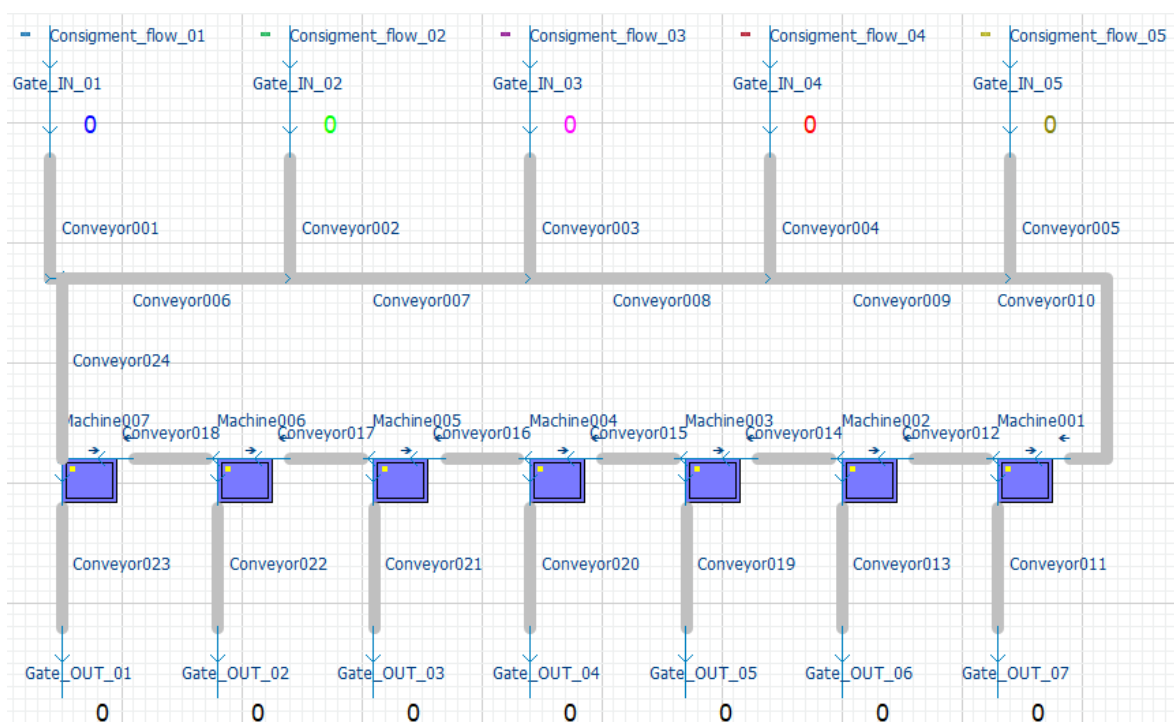 Consigment_flow_01 Consigment_flow_02 Consigment_flow_03 Consigment_flow_04 Consigment_flow_05
Gate_IN_01 Gate_IN_02 Gate_IN_03 Gate_IN_04 Gate_IN_05
0 0 0 0 0
Conveyor001 Conveyor002 Conveyor003 Conveyor004 Conveyor005
Conveyor006 Conveyor007 Conveyor008 Conveyor009 Conveyor010
Conveyor024
Machine007 Machine006 Machine005 Machine004 Machine003 Machine002 Machine001
Conveyor018 Conveyor017 Conveyor016 Conveyor015 Conveyor014 Conveyor012
Conveyor023 Conveyor022 Conveyor021 Conveyor020 Conveyor019 Conveyor013 Conveyor011
Gate_OUT_01 Gate_OUT_02 Gate_OUT_03 Gate_OUT_04 Gate_OUT_05 Gate_OUT_06 Gate_OUT_07
0 0 0 0 0 0 0